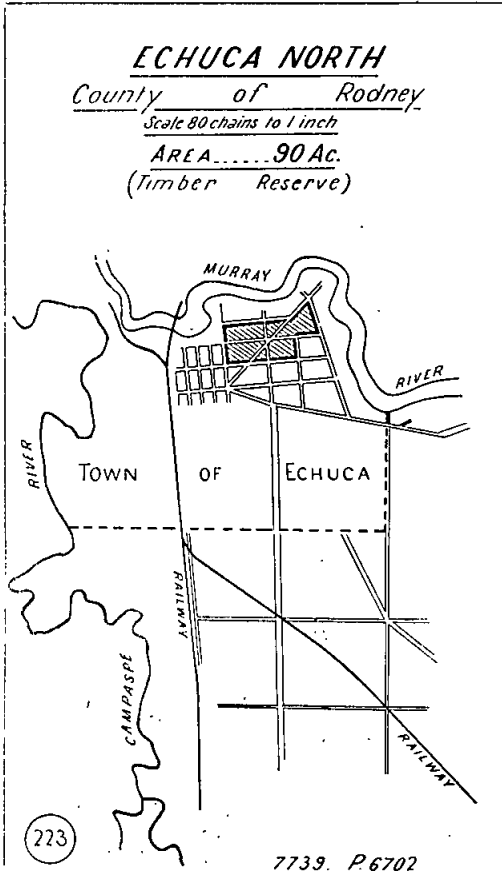 ECHUCA NORTH
County of Rodney
Scale 80 chains to 1 inch
AREA......90 Ac.
(Timber Reserve)
MURRAY
RIVER
RIVER
TOWN OF ECHUCA
RAILWAY
CAMPASPE
RAILWAY
223
7739. P.6702